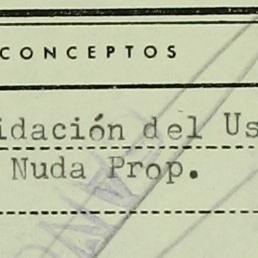 CONCEPTOS
idación del Us
Nuda Prop.